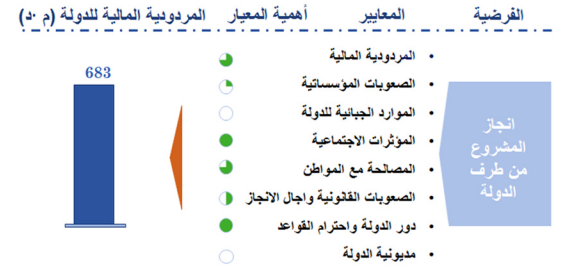 الفرضية
المعايير
أهمية المعيار
المردودية المالية للدولة (م د)
683
انجاز
المشروع
من طرف
الدولة
• المردودية المالية
• الصعوبات المؤسساتية
• الموارد الجبائية للدولة
• المؤثرات الاجتماعية
• المصالحة مع المواطن
• الصعوبات القانونية واجال الانجاز
• دور الدولة واحترام القواعد
• مديونية الدولة